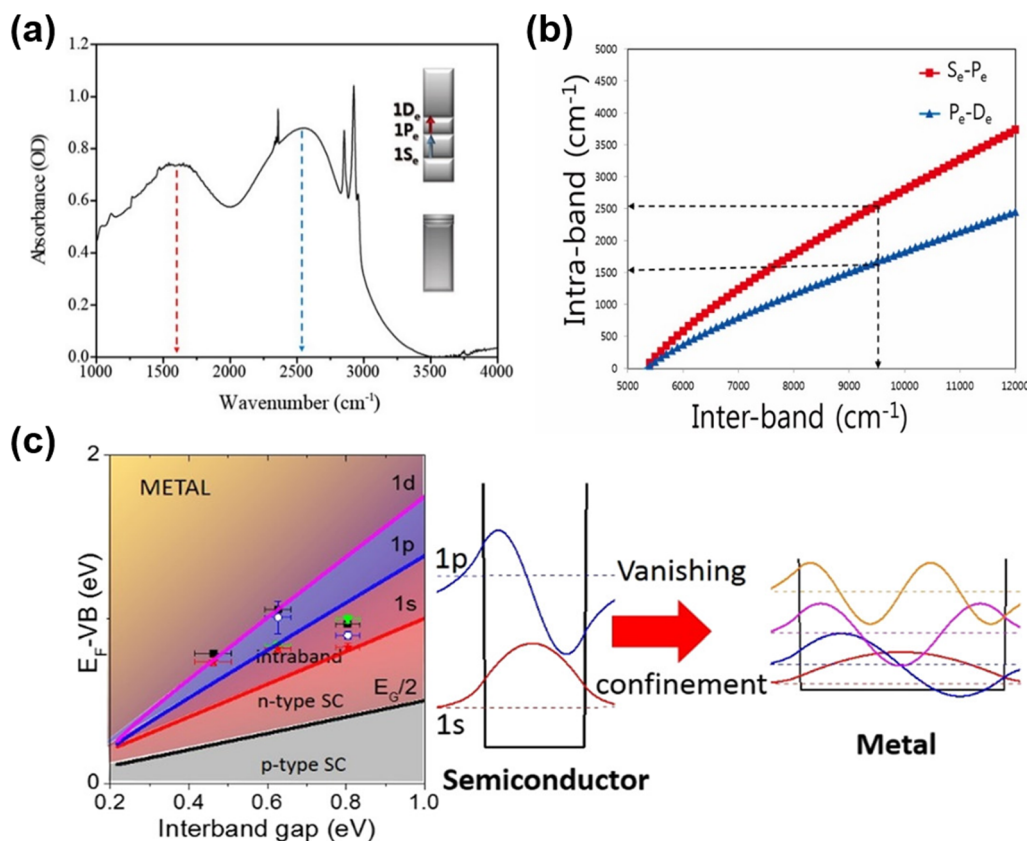 (a)
1.2
1.0
0.8
0.6
0.4
0.2
0.0
Absorbance (OD)
1De
1Pe
1Se
1000 1500 2000 2500 3000 3500 4000
Wavenumber (cm⁻¹)
(b)
5000
4500
4000
3500
3000
2500
2000
1500
1000
500
0
Intra-band (cm⁻¹)
Se-Pe
Pe-De
5000 6000 7000 8000 9000 10000 11000 12000
Inter-band (cm⁻¹)
(c)
2
0
EF-VB (eV)
METAL
1d
1p
1s
intraband
EG/2
n-type SC
p-type SC
0.2 0.4 0.6 0.8 1.0
Interband gap (eV)
1p
1s
Semiconductor
Vanishing
confinement
Metal